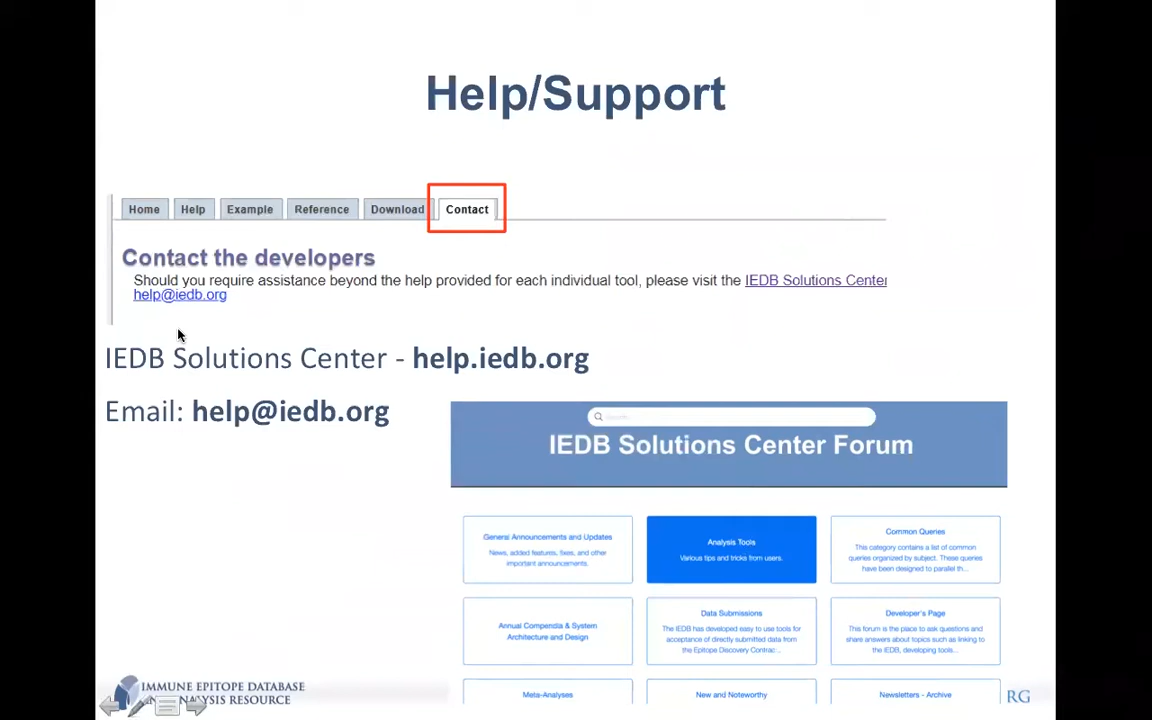 Help/Support
Home Help Example Reference Download Contact
Contact the developers
Should you require assistance beyond the help provided for each individual tool, please visit the IEDB Solutions Center
help@iedb.org
IEDB Solutions Center - help.iedb.org
Email: help@iedb.org
IEDB Solutions Center Forum
General Announcements and Updates
News, added features, fixes, and other
important announcements.
Analysis Tools
Various tips and tricks from users.
Common Queries
This category contains a list of common
queries organized by subject. These queries
have been designed to parallel th...
Annual Compendia & System
Architecture and Design
Data Submissions
The IEDB has developed easy to use tools for
acceptance of directly submitted data from
the Epitope Discovery Contrac...
Developer's Page
This forum is the place to ask questions and
share answers about topics such as linking to
the IEDB, developing tools...
Meta-Analyses
New and Noteworthy
Newsletters - Archive
IMMUNE EPITOPE DATABASE
RESOURCE
RG